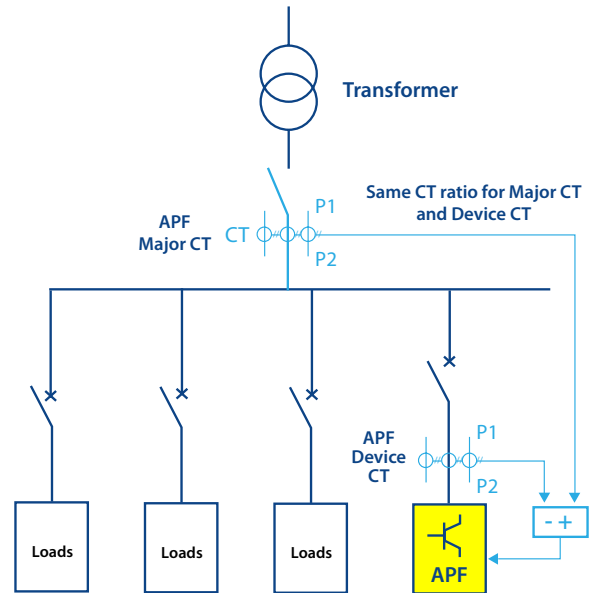 Transformer
Same CT ratio for Major CT
and Device CT
APF
Major CT
CT
P1
P2
APF
Device
CT
P1
P2
- +
Loads
Loads
Loads
APF